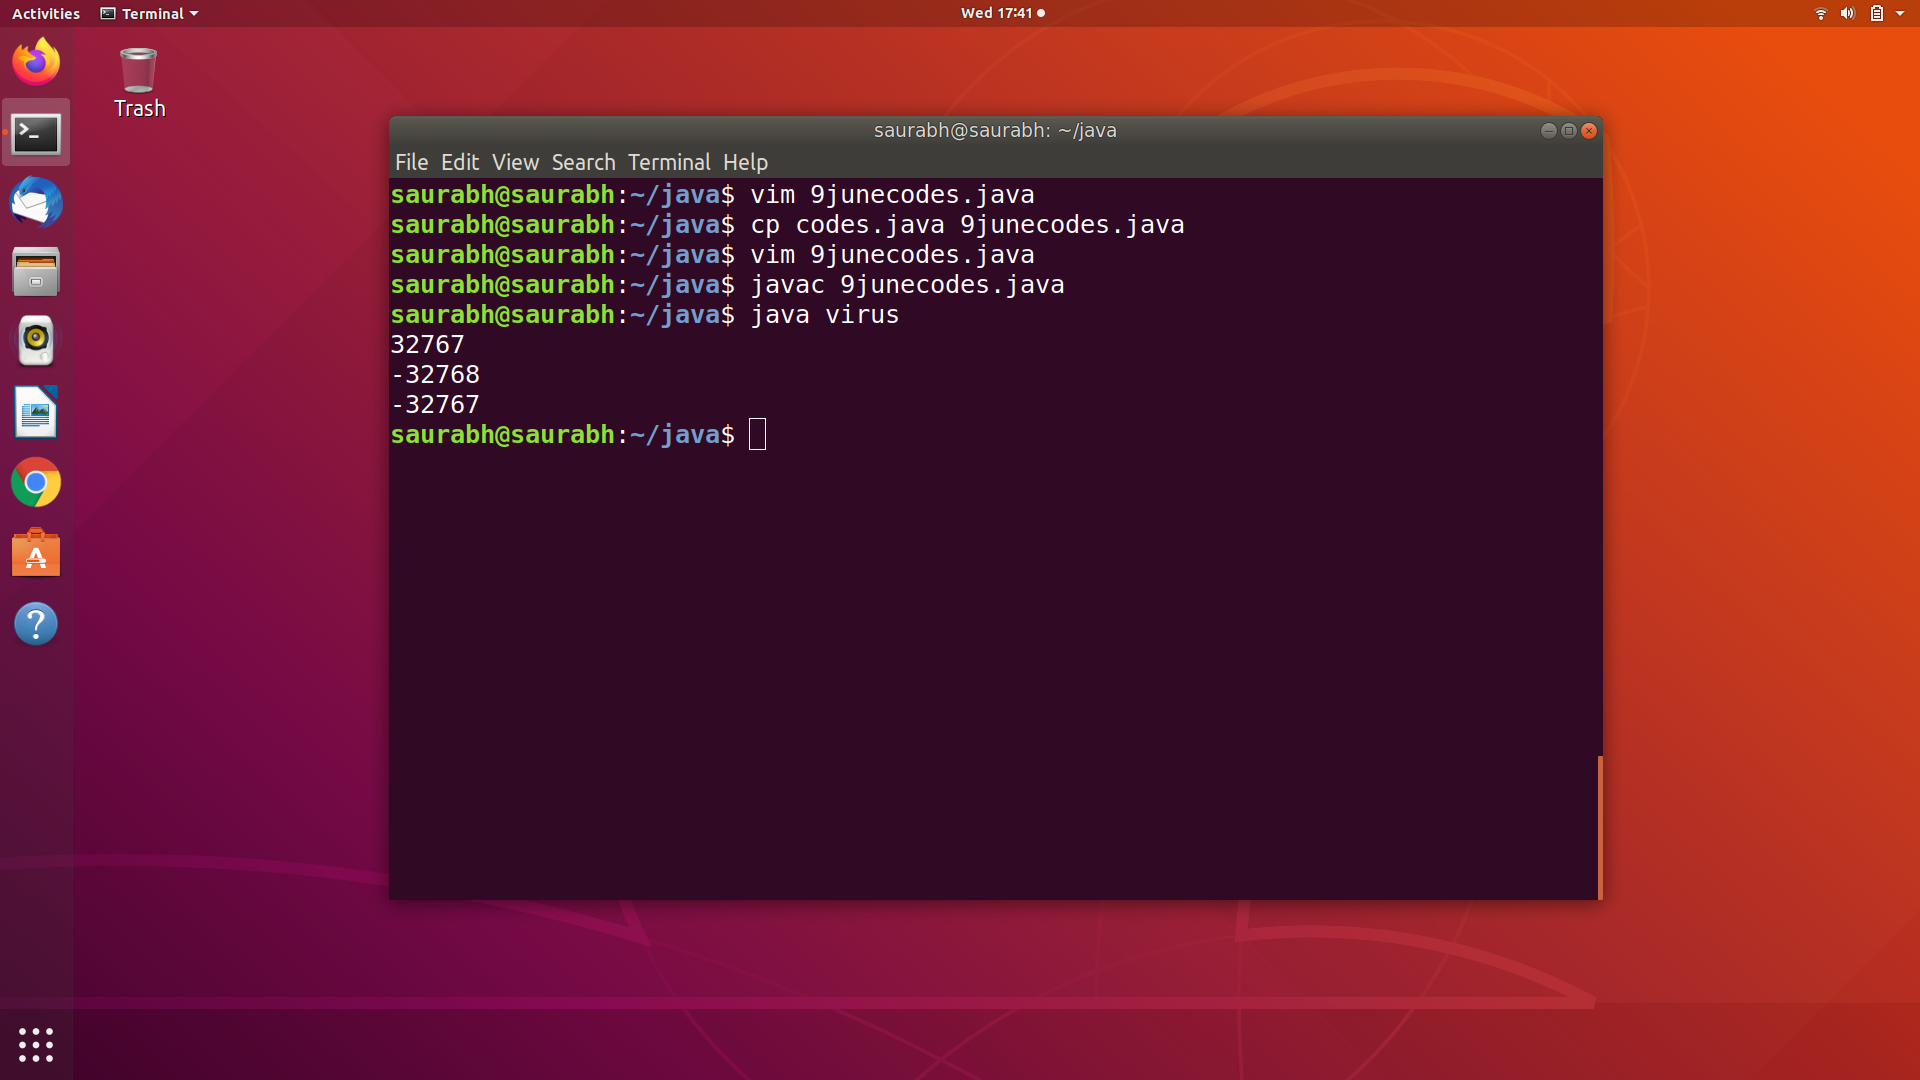 Activities Terminal Wed 17:41
Trash
saurabh@saurabh: ~/java
File Edit View Search Terminal Help
saurabh@saurabh:~/java$ vim 9junecodes.java
saurabh@saurabh:~/java$ cp codes.java 9junecodes.java
saurabh@saurabh:~/java$ vim 9junecodes.java
saurabh@saurabh:~/java$ javac 9junecodes.java
saurabh@saurabh:~/java$ java virus
32767
-32768
-32767
saurabh@saurabh:~/java$